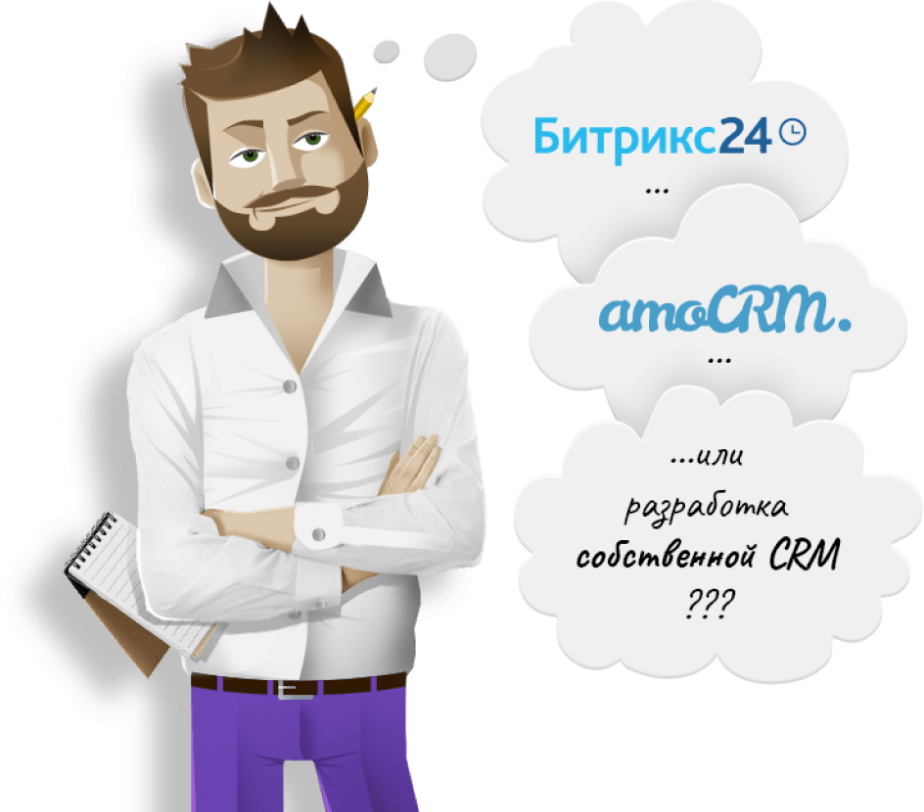 Битрикс24
...
amoCRM.
...
...или
разработка
собственной CRM
???